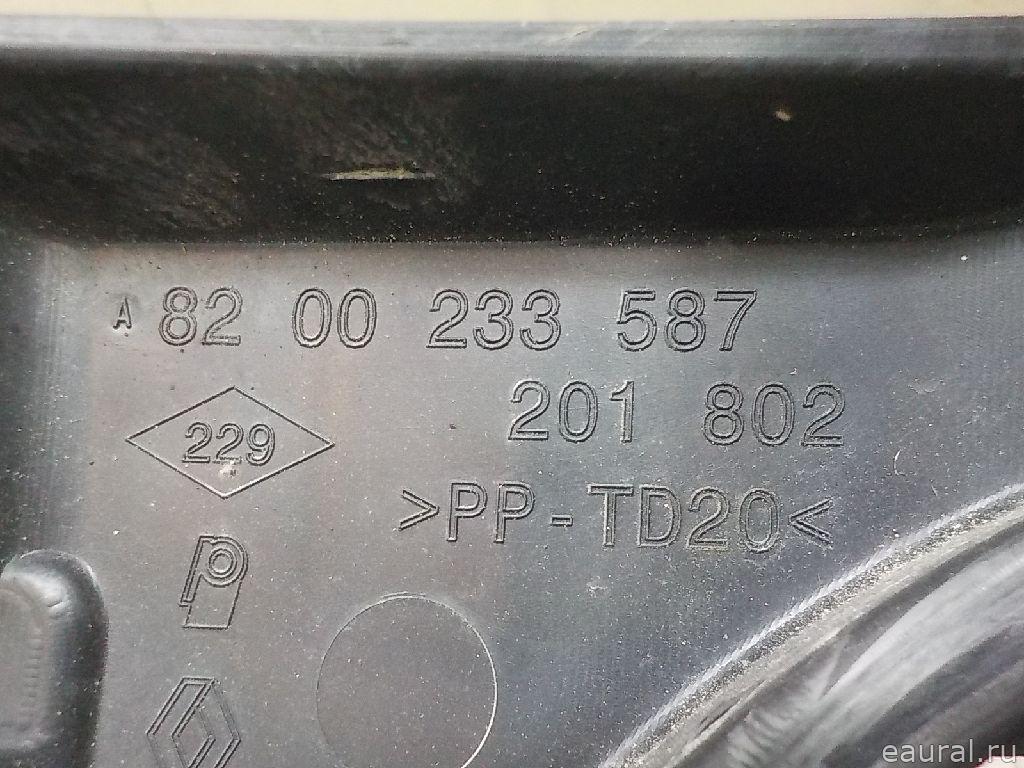 A 82 00 233 587
201 802
229
>PP-TD20<
eaural.ru